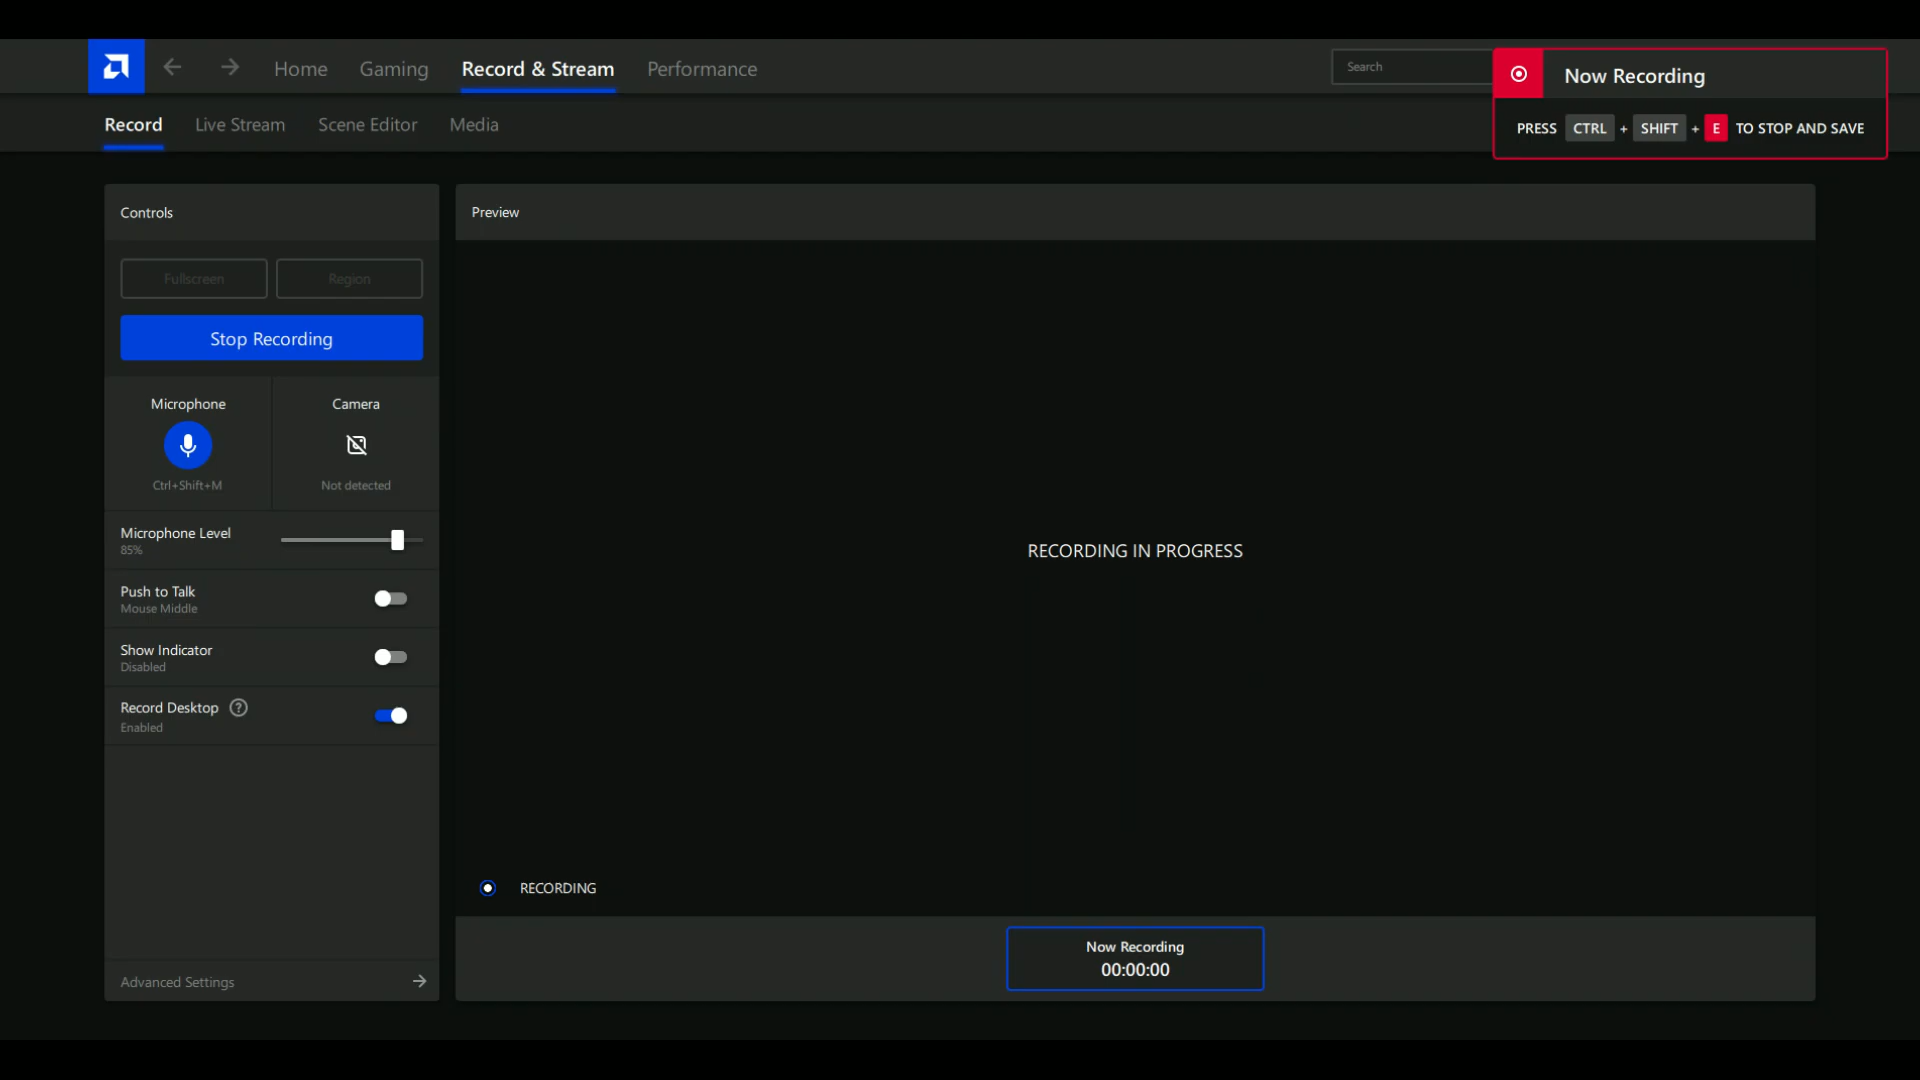 Home Gaming Record & Stream Performance
Search
Now Recording
PRESS CTRL + SHIFT + E TO STOP AND SAVE
Record Live Stream Scene Editor Media
Controls
Fullscreen Region
Stop Recording
Microphone Camera
Ctrl+Shift+M Not detected
Microphone Level
85%
Push to Talk
Mouse Middle
Show Indicator
Disabled
Record Desktop ?
Enabled
Advanced Settings
Preview
RECORDING IN PROGRESS
RECORDING
Now Recording
00:00:00